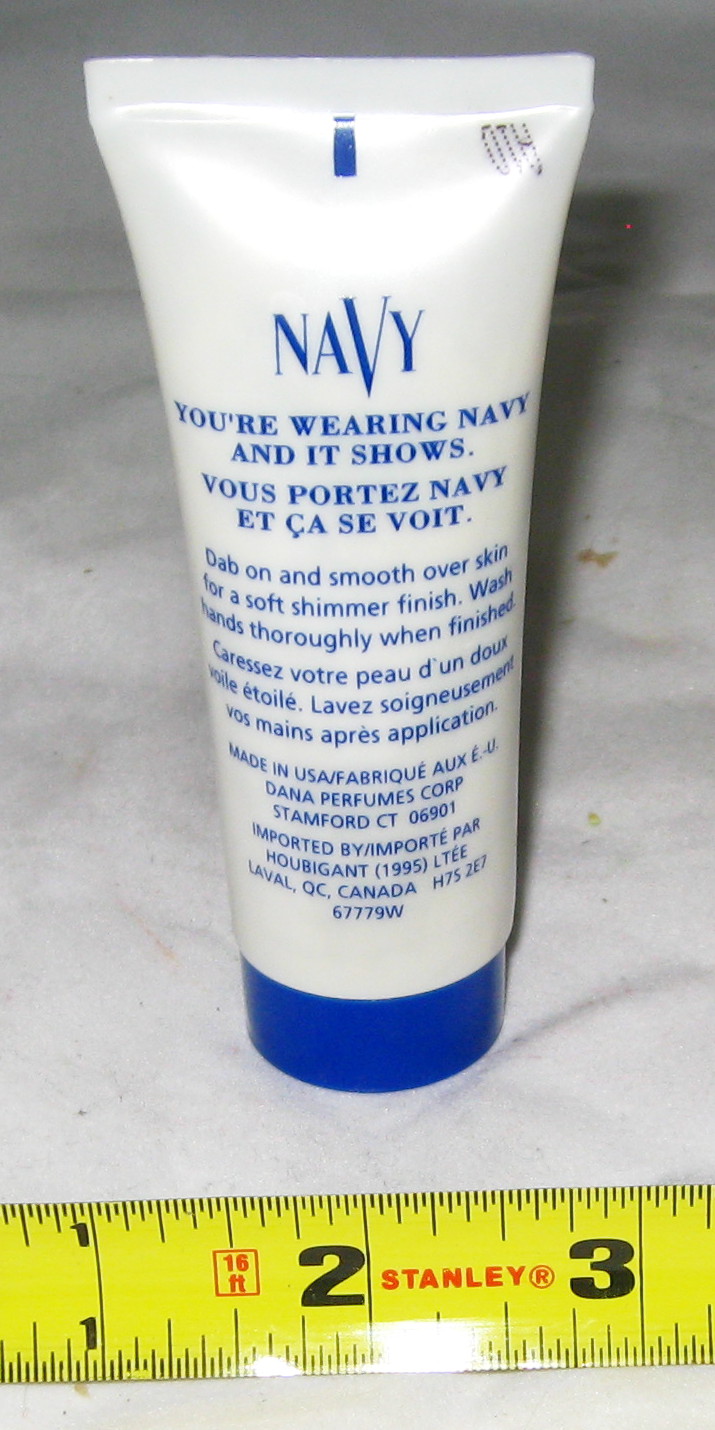 NAVY
YOU'RE WEARING NAVY
AND IT SHOWS.
VOUS PORTEZ NAVY
ET ÇA SE VOIT.
Dab on and smooth over skin
for a soft shimmer finish. Wash
hands thoroughly when finished.
Caressez votre peau d`un doux
voile étoilé. Lavez soigneusement
vos mains après application.
MADE IN USA/FABRIQUÉ AUX É.-U.
DANA PERFUMES CORP
STAMFORD CT 06901
IMPORTED BY/IMPORTÉ PAR
HOUBIGANT (1995) LTÉE
LAVAL, QC, CANADA H7S 2E7
67779W
1
16
ft
2
STANLEY®
3
1